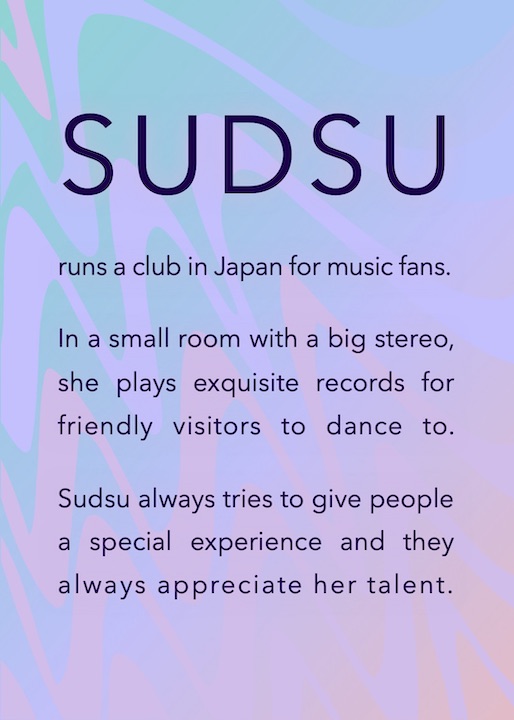 SUDSU
runs a club in Japan for music fans.
In a small room with a big stereo,
she plays exquisite records for
friendly visitors to dance to.
Sudsu always tries to give people
a special experience and they
always appreciate her talent.